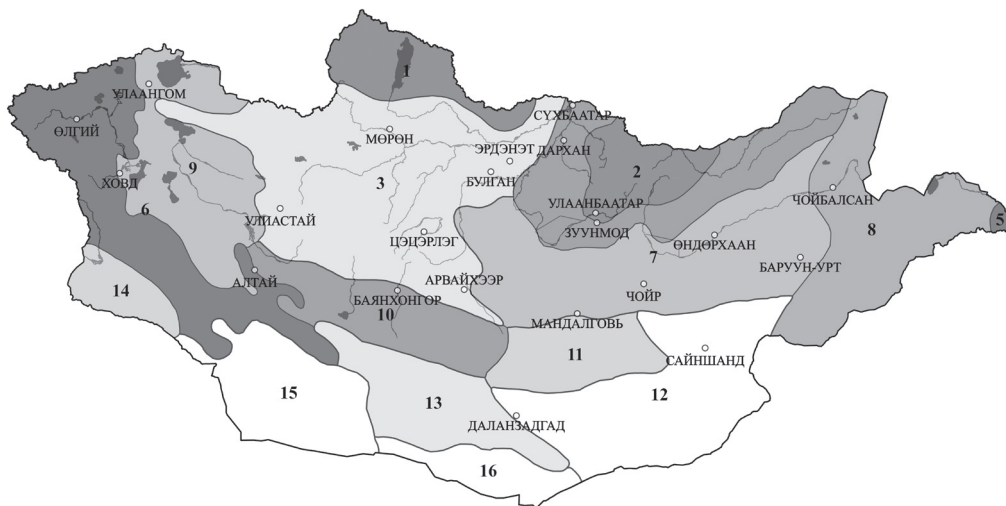 1
СҮХБААТАР
УЛААНГОМ
ӨЛГИЙ
МӨРӨН
ДАРХАН
ЭРДЭНЭТ
9
3
БУЛГАН
2
ХОВД
ЧОЙБАЛСАН
6
УЛИАСТАЙ
УЛААНБААТАР
ЗУУНМОД
5
8
ЦЭЦЭРЛЭГ
ӨНДӨРХААН
7
БАРУУН-УРТ
АЛТАЙ
АРВАЙХЭЭР
14
БАЯНХОНГОР
ЧОЙР
10
МАНДАЛГОВЬ
11
САЙНШАНД
15
13
12
ДАЛАНЗАДГАД
16